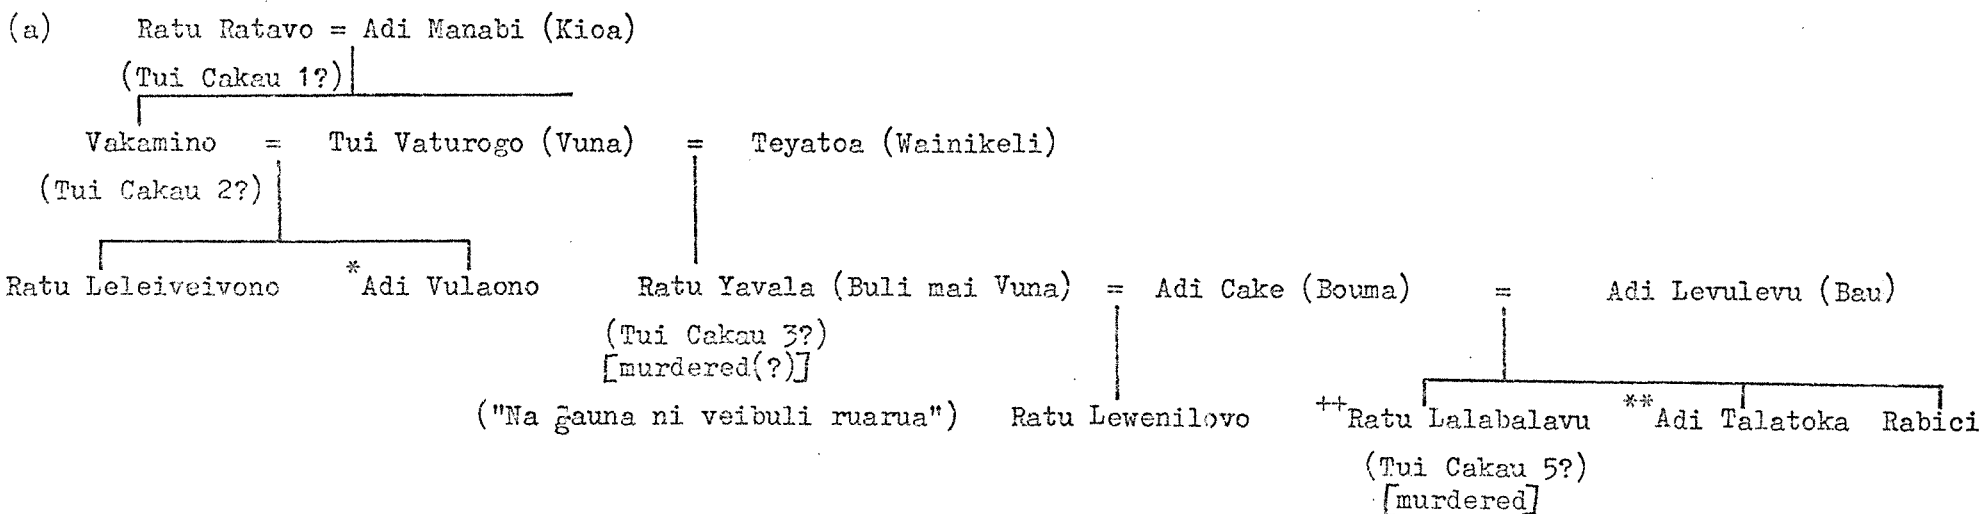 (a) Ratu Ratavo = Adi Manabi (Kioa)
(Tui Cakau 1?)
Vakamino = Tui Vaturogo (Vuna) = Teyatoa (Wainikeli)
(Tui Cakau 2?)
Ratu Leleiveivono *Adi Vulaono Ratu Yavala (Buli mai Vuna) = Adi Cake (Bouma) = Adi Levulevu (Bau)
(Tui Cakau 3?)
[murdered(?)]
("Na g̃auna ni veibuli ruarua") Ratu Lewenilovo ++Ratu Lalabalavu **Adi Talatoka Rabici
(Tui Cakau 5?)
[murdered]